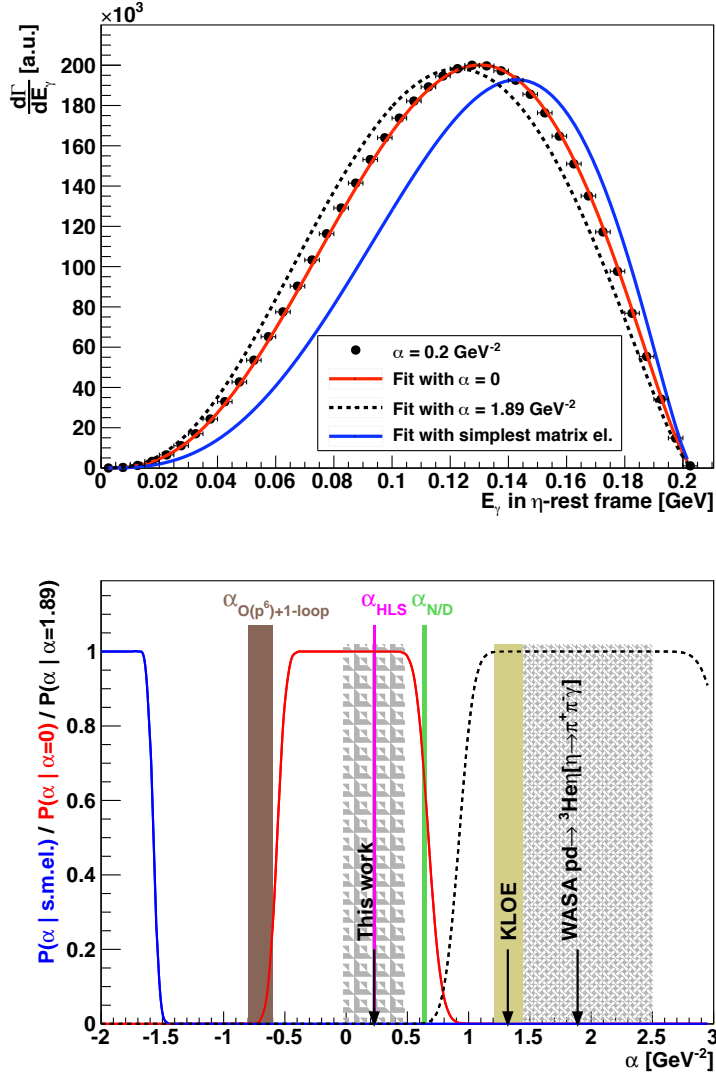 ×10³
dΓ/dE_γ [a.u.]
200
180
160
140
120
100
80
60
40
20
0
α = 0.2 GeV⁻²
Fit with α = 0
Fit with α = 1.89 GeV⁻²
Fit with simplest matrix el.
0 0.02 0.04 0.06 0.08 0.1 0.12 0.14 0.16 0.18 0.2
E_γ in η-rest frame [GeV]
P(α | s.m.el.) / P(α | α=0) / P(α | α=1.89)
α_O(p⁶)+1-loop α_HLS α_N/D
1
0.8
0.6
0.4
0.2
0
This work
KLOE
WASA pd→ ³Heη[η→π⁺π⁻γ]
-2 -1.5 -1 -0.5 0 0.5 1 1.5 2 2.5 3
α [GeV⁻²]